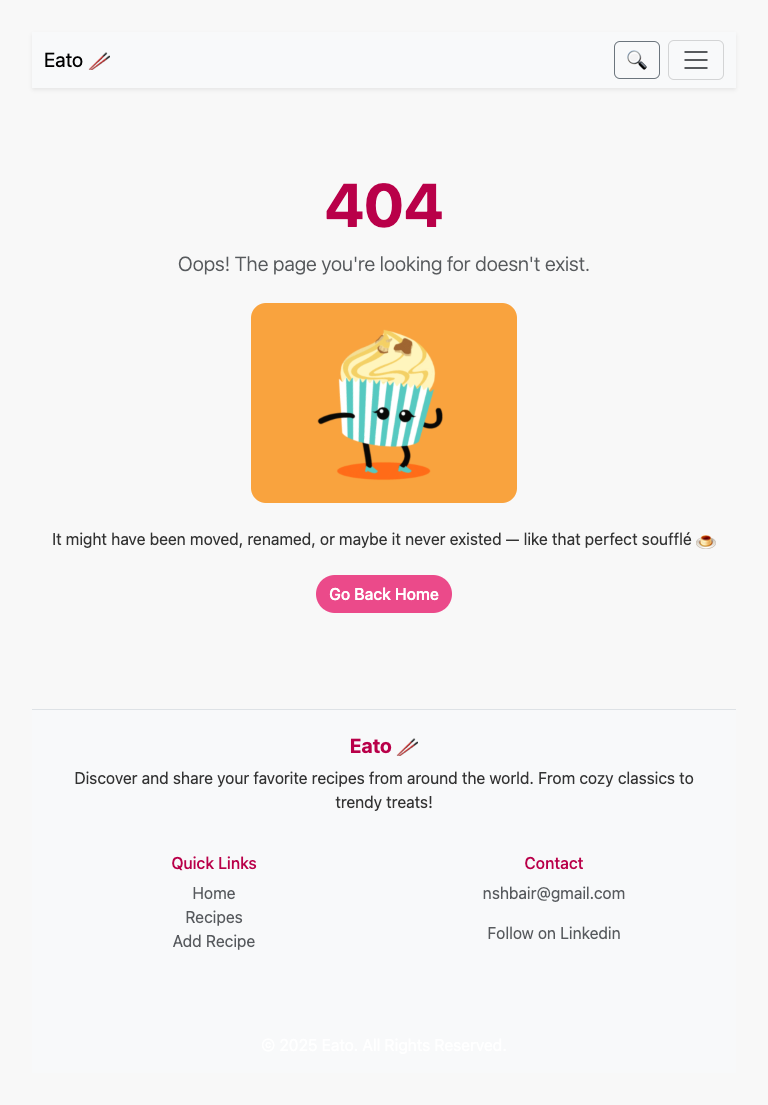 Eato 🥢
🔍
404
Oops! The page you're looking for doesn't exist.
It might have been moved, renamed, or maybe it never existed — like that perfect soufflé 🍮
Go Back Home
Eato 🥢
Discover and share your favorite recipes from around the world. From cozy classics to
trendy treats!
Quick Links
Home
Recipes
Add Recipe
Contact
nshbair@gmail.com
Follow on Linkedin
© 2025 Eato. All Rights Reserved.